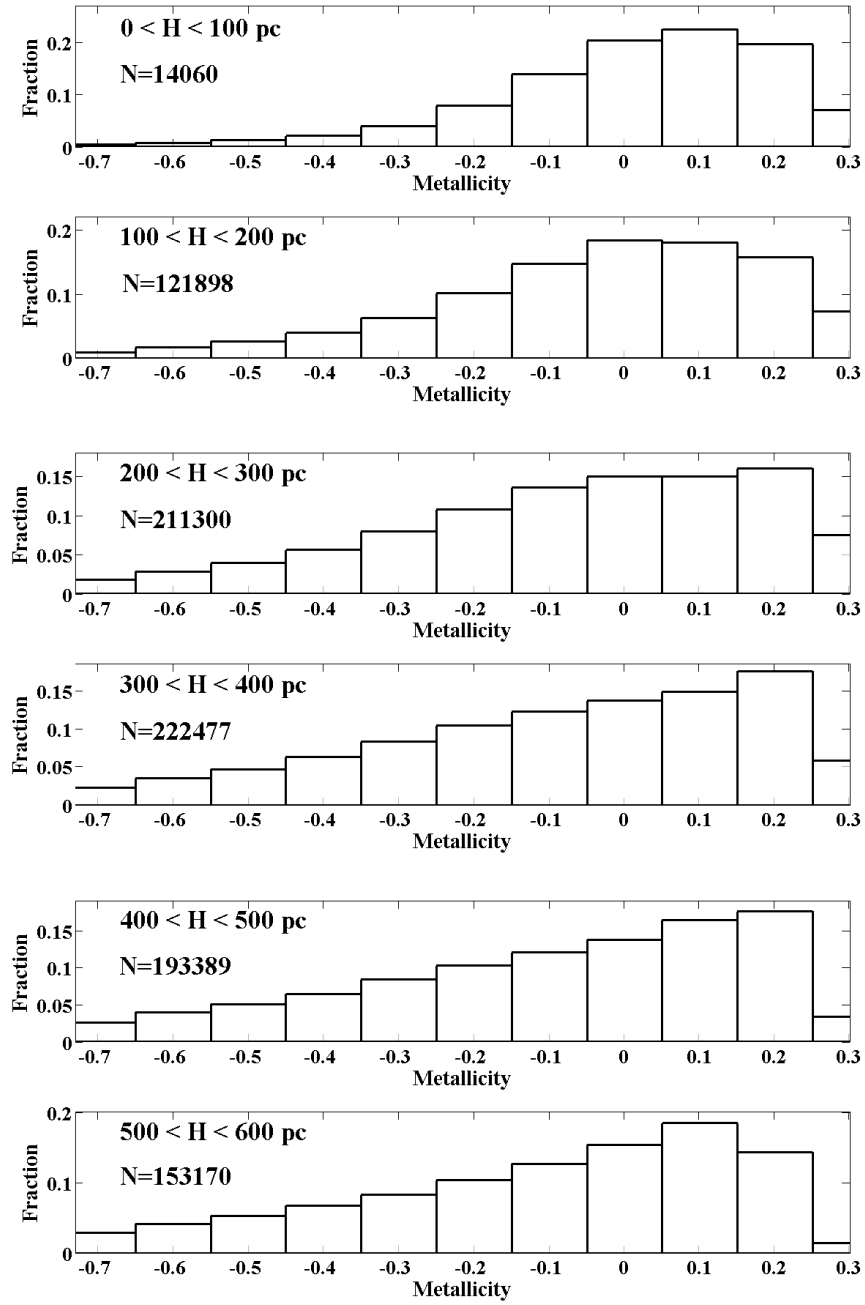 0 < H < 100 pc
N=14060
Fraction
0.2
0.1
0
-0.7 -0.6 -0.5 -0.4 -0.3 -0.2 -0.1 0 0.1 0.2 0.3
Metallicity
100 < H < 200 pc
N=121898
Fraction
0.2
0.1
0
-0.7 -0.6 -0.5 -0.4 -0.3 -0.2 -0.1 0 0.1 0.2 0.3
Metallicity
200 < H < 300 pc
N=211300
Fraction
0.15
0.1
0.05
0
-0.7 -0.6 -0.5 -0.4 -0.3 -0.2 -0.1 0 0.1 0.2 0.3
Metallicity
300 < H < 400 pc
N=222477
Fraction
0.15
0.1
0.05
0
-0.7 -0.6 -0.5 -0.4 -0.3 -0.2 -0.1 0 0.1 0.2 0.3
Metallicity
400 < H < 500 pc
N=193389
Fraction
0.15
0.1
0.05
0
-0.7 -0.6 -0.5 -0.4 -0.3 -0.2 -0.1 0 0.1 0.2 0.3
Metallicity
500 < H < 600 pc
N=153170
Fraction
0.2
0.1
0
-0.7 -0.6 -0.5 -0.4 -0.3 -0.2 -0.1 0 0.1 0.2 0.3
Metallicity